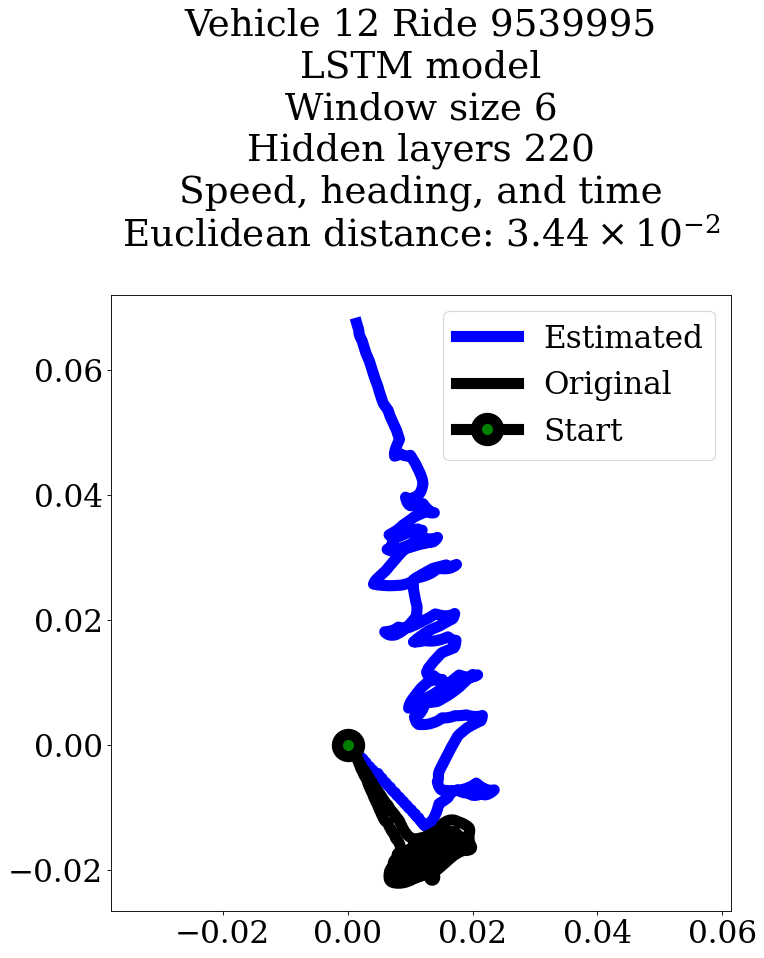 Vehicle 12 Ride 9539995
LSTM model
Window size 6
Hidden layers 220
Speed, heading, and time
Euclidean distance: 3.44 × 10⁻²
Estimated
Original
Start
0.06
0.04
0.02
0.00
−0.02
−0.02 0.00 0.02 0.04 0.06